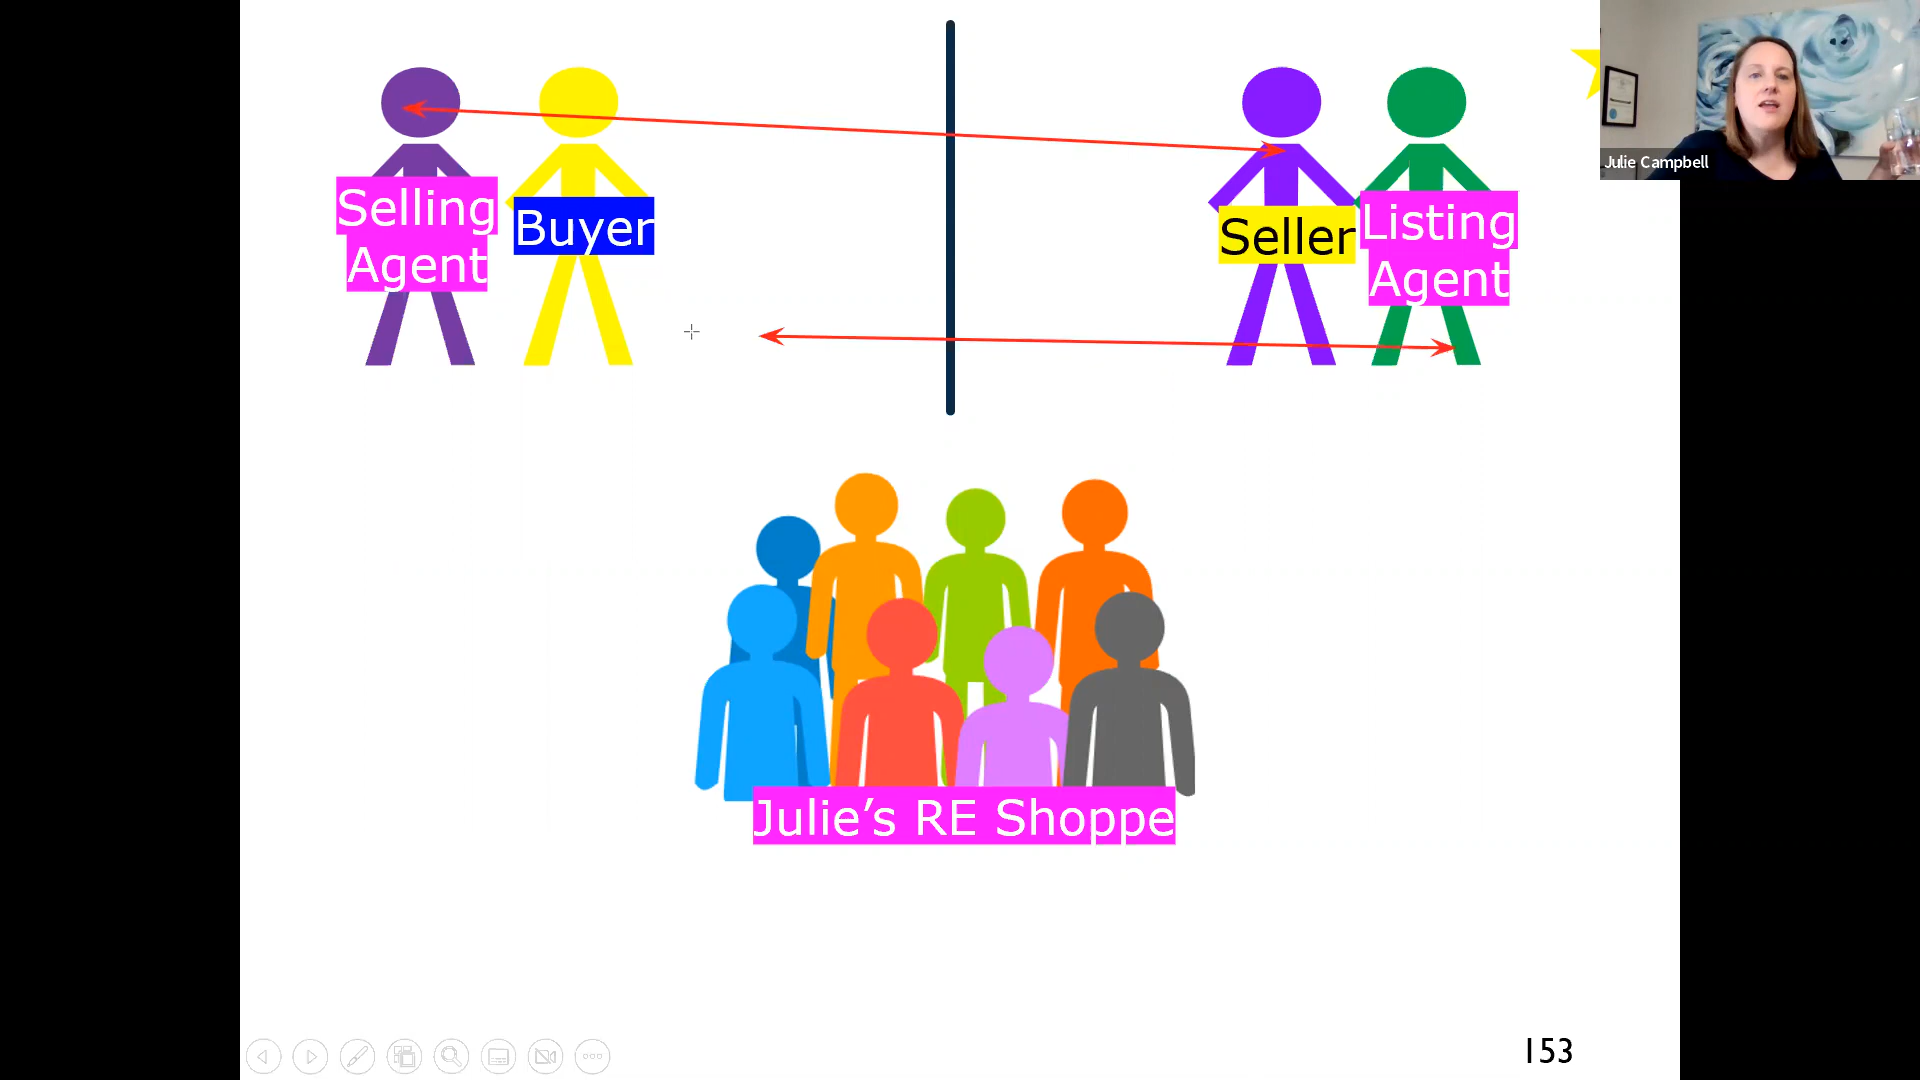 Julie Campbell
Selling
Agent
Buyer
Seller
Listing
Agent
Julie’s RE Shoppe
153